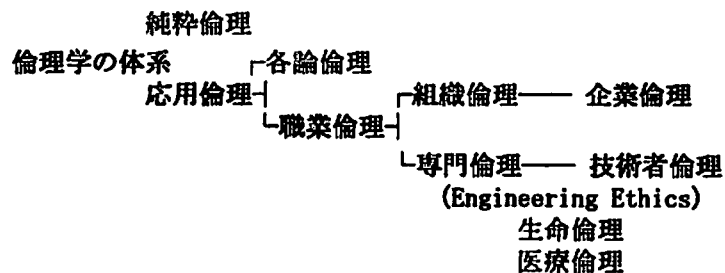 純粋倫理
倫理学の体系 ┌各論倫理
応用倫理┤ ┌組織倫理── 企業倫理
└職業倫理┤
└専門倫理── 技術者倫理
(Engineering Ethics)
生命倫理
医療倫理